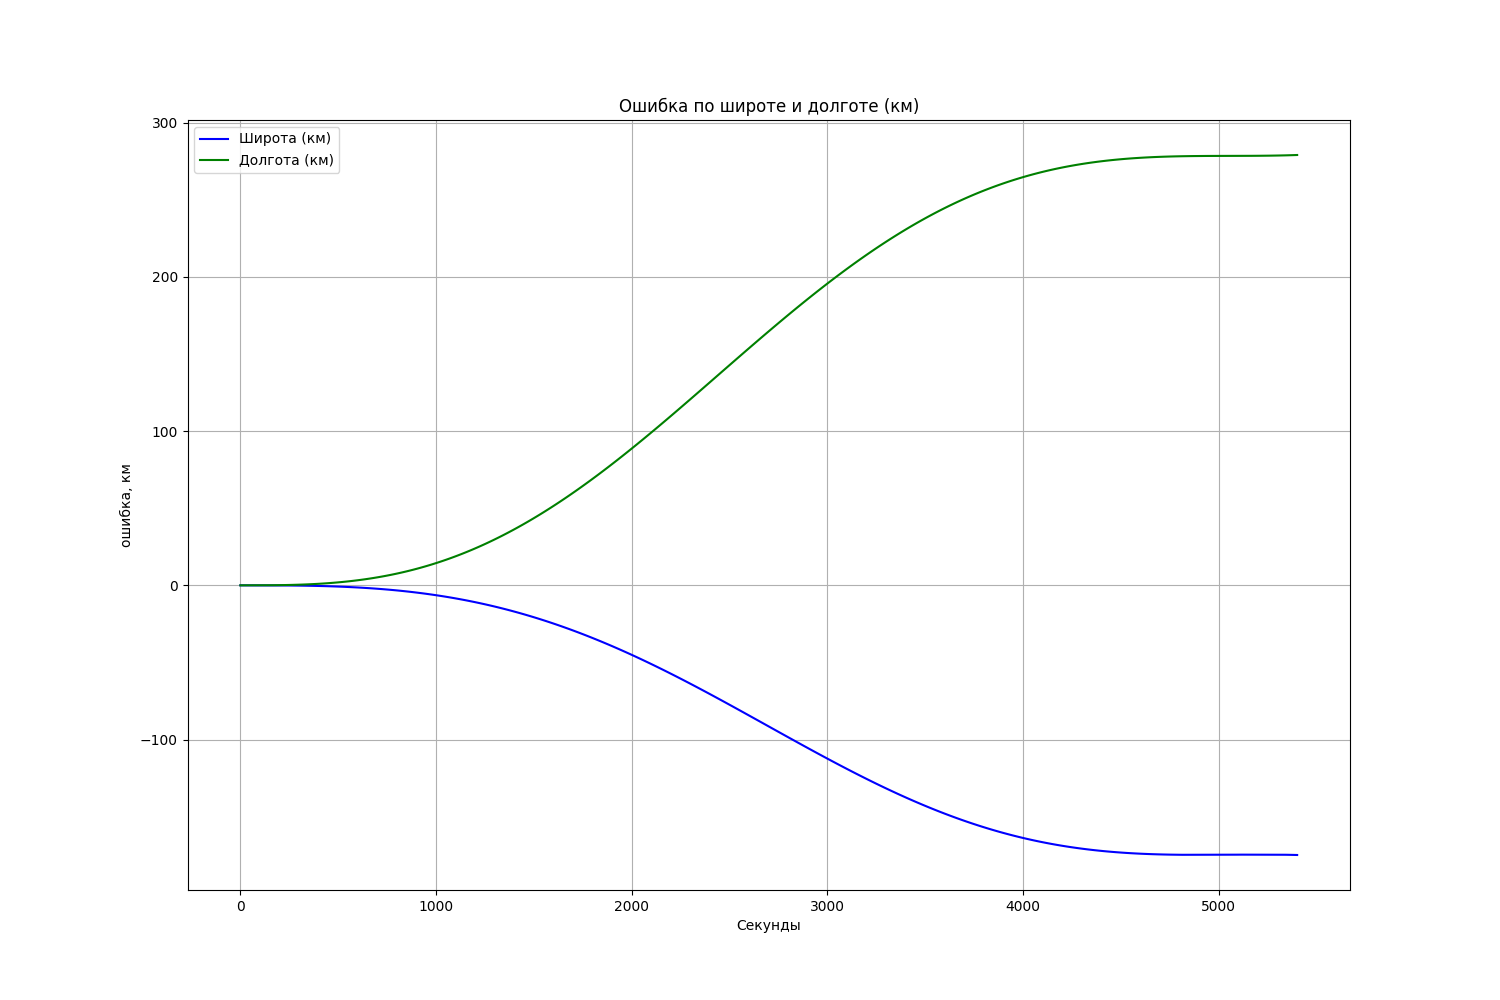 Ошибка по широте и долготе (км)
Широта (км)
Долгота (км)
300
200
100
0
−100
ошибка, км
0 1000 2000 3000 4000 5000
Секунды